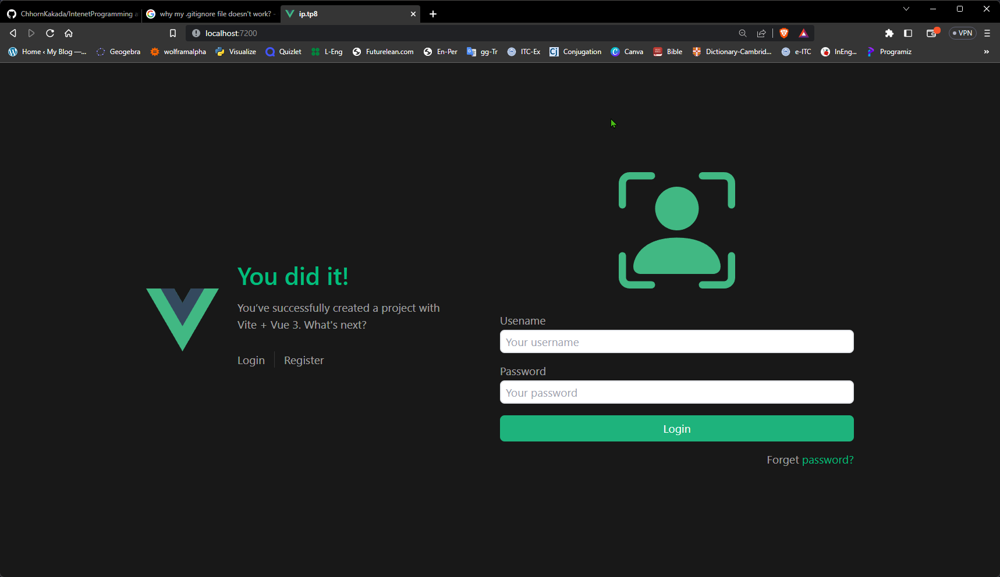 ChhornKakada/IntenetProgramming a
why my .gitignore file doesn't work? -
ip.tp8
localhost:7200
VPN
Home ‹ My Blog —...
Geogebra
wolframalpha
Visualize
Quizlet
L-Eng
Futurelean.com
En-Per
gg-Tr
ITC-Ex
Cj
Conjugation
Canva
Bible
Dictionary-Cambrid...
e-ITC
InEng...
Programiz
You did it!
You've successfully created a project with
Vite + Vue 3. What's next?
Login
Register
Usename
Your username
Password
Your password
Login
Forget password?